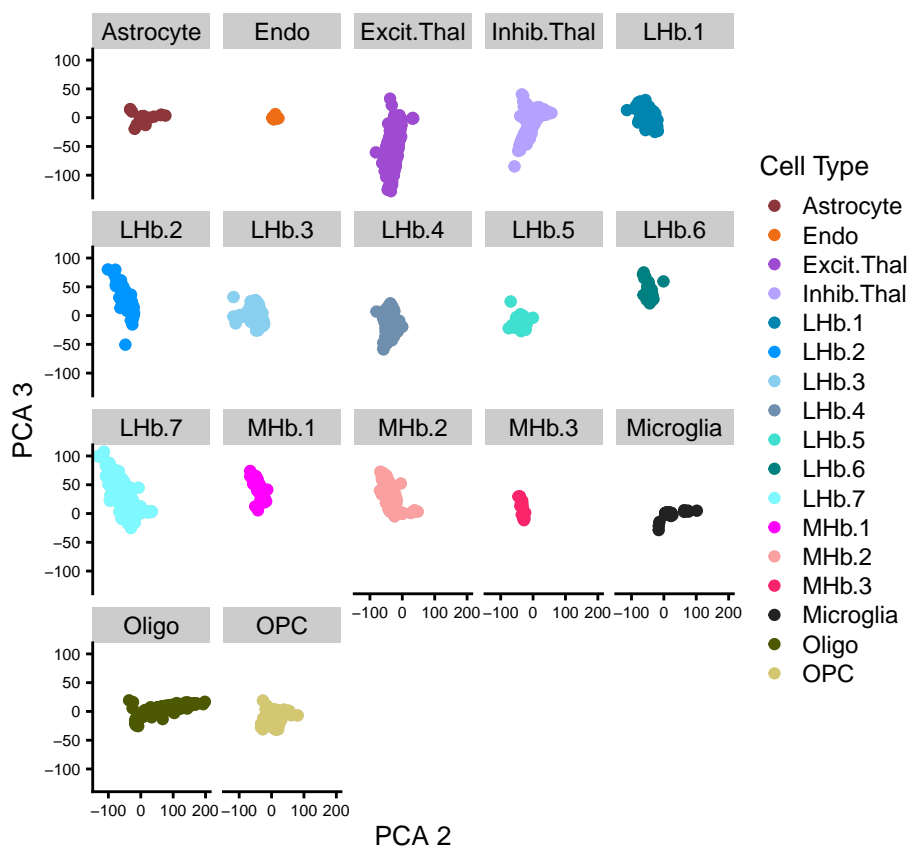 Astrocyte Endo Excit.Thal Inhib.Thal LHb.1
100
50
0
−50
−100
LHb.2 LHb.3 LHb.4 LHb.5 LHb.6
100
50
0
−50
−100
LHb.7 MHb.1 MHb.2 MHb.3 Microglia
100
50
0
−50
−100
−100 0 100 200 −100 0 100 200 −100 0 100 200
Oligo OPC
100
50
0
−50
−100
−100 0 100 200 −100 0 100 200
PCA 2
PCA 3
Cell Type
Astrocyte
Endo
Excit.Thal
Inhib.Thal
LHb.1
LHb.2
LHb.3
LHb.4
LHb.5
LHb.6
LHb.7
MHb.1
MHb.2
MHb.3
Microglia
Oligo
OPC